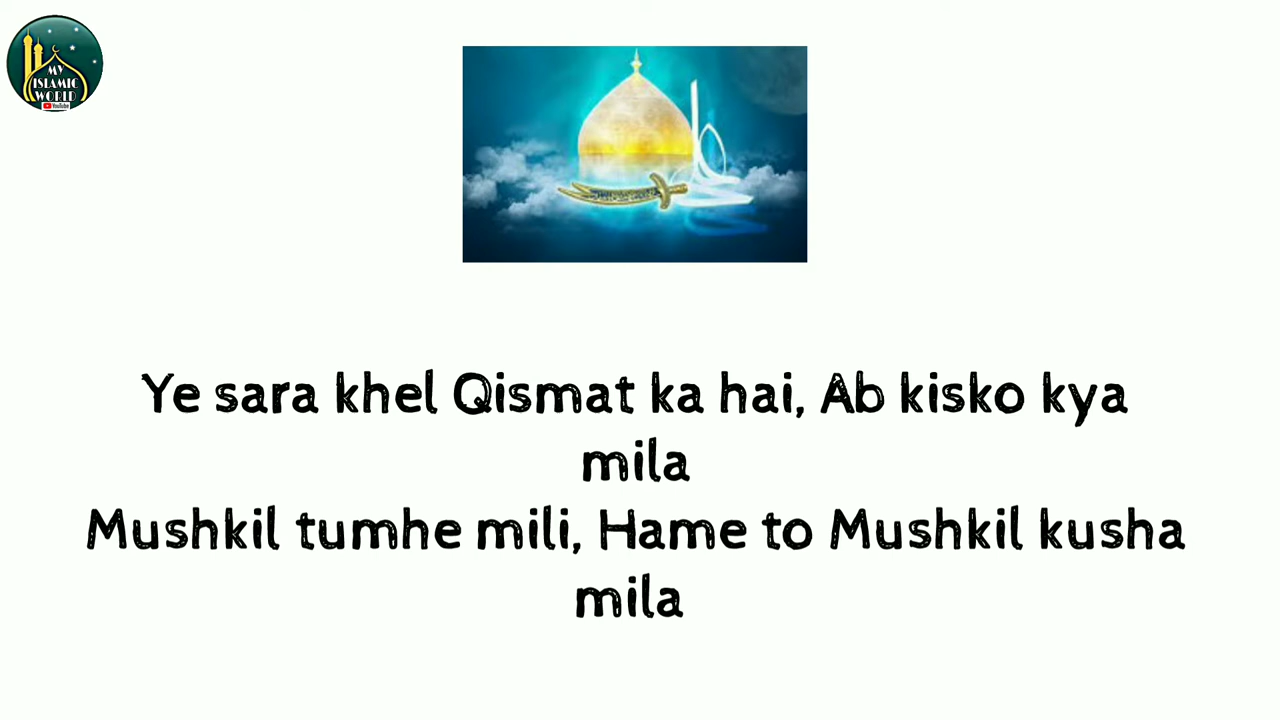 MY
ISLAMIC
WORLD
YouTube
Ye sara khel Qismat ka hai, Ab kisko kya
mila
Mushkil tumhe mili, Hame to Mushkil kusha
mila